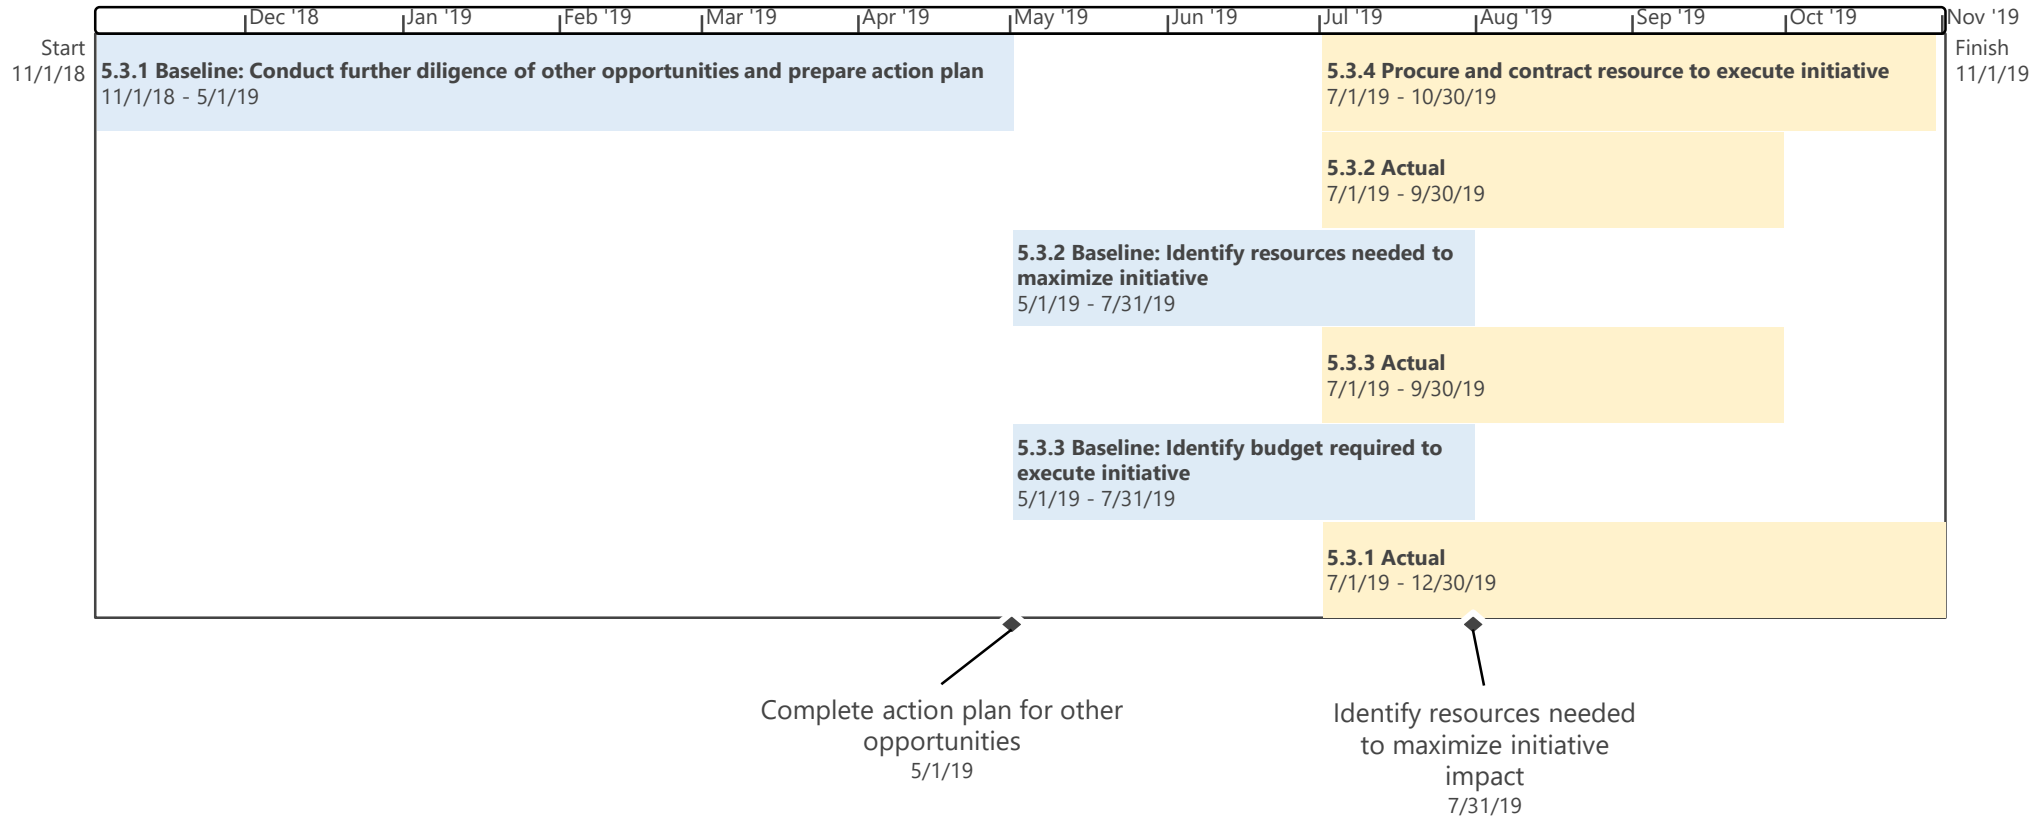 Dec '18
Jan '19
Feb '19
Mar '19
Apr '19
May '19
Jun '19
Jul '19
Aug '19
Sep '19
Oct '19
Nov '19
Start
11/1/18
Finish
11/1/19
5.3.1 Baseline: Conduct further diligence of other opportunities and prepare action plan
11/1/18 - 5/1/19
5.3.4 Procure and contract resource to execute initiative
7/1/19 - 10/30/19
5.3.2 Actual
7/1/19 - 9/30/19
5.3.2 Baseline: Identify resources needed to
maximize initiative
5/1/19 - 7/31/19
5.3.3 Actual
7/1/19 - 9/30/19
5.3.3 Baseline: Identify budget required to
execute initiative
5/1/19 - 7/31/19
5.3.1 Actual
7/1/19 - 12/30/19
Complete action plan for other
opportunities
5/1/19
Identify resources needed
to maximize initiative
impact
7/31/19